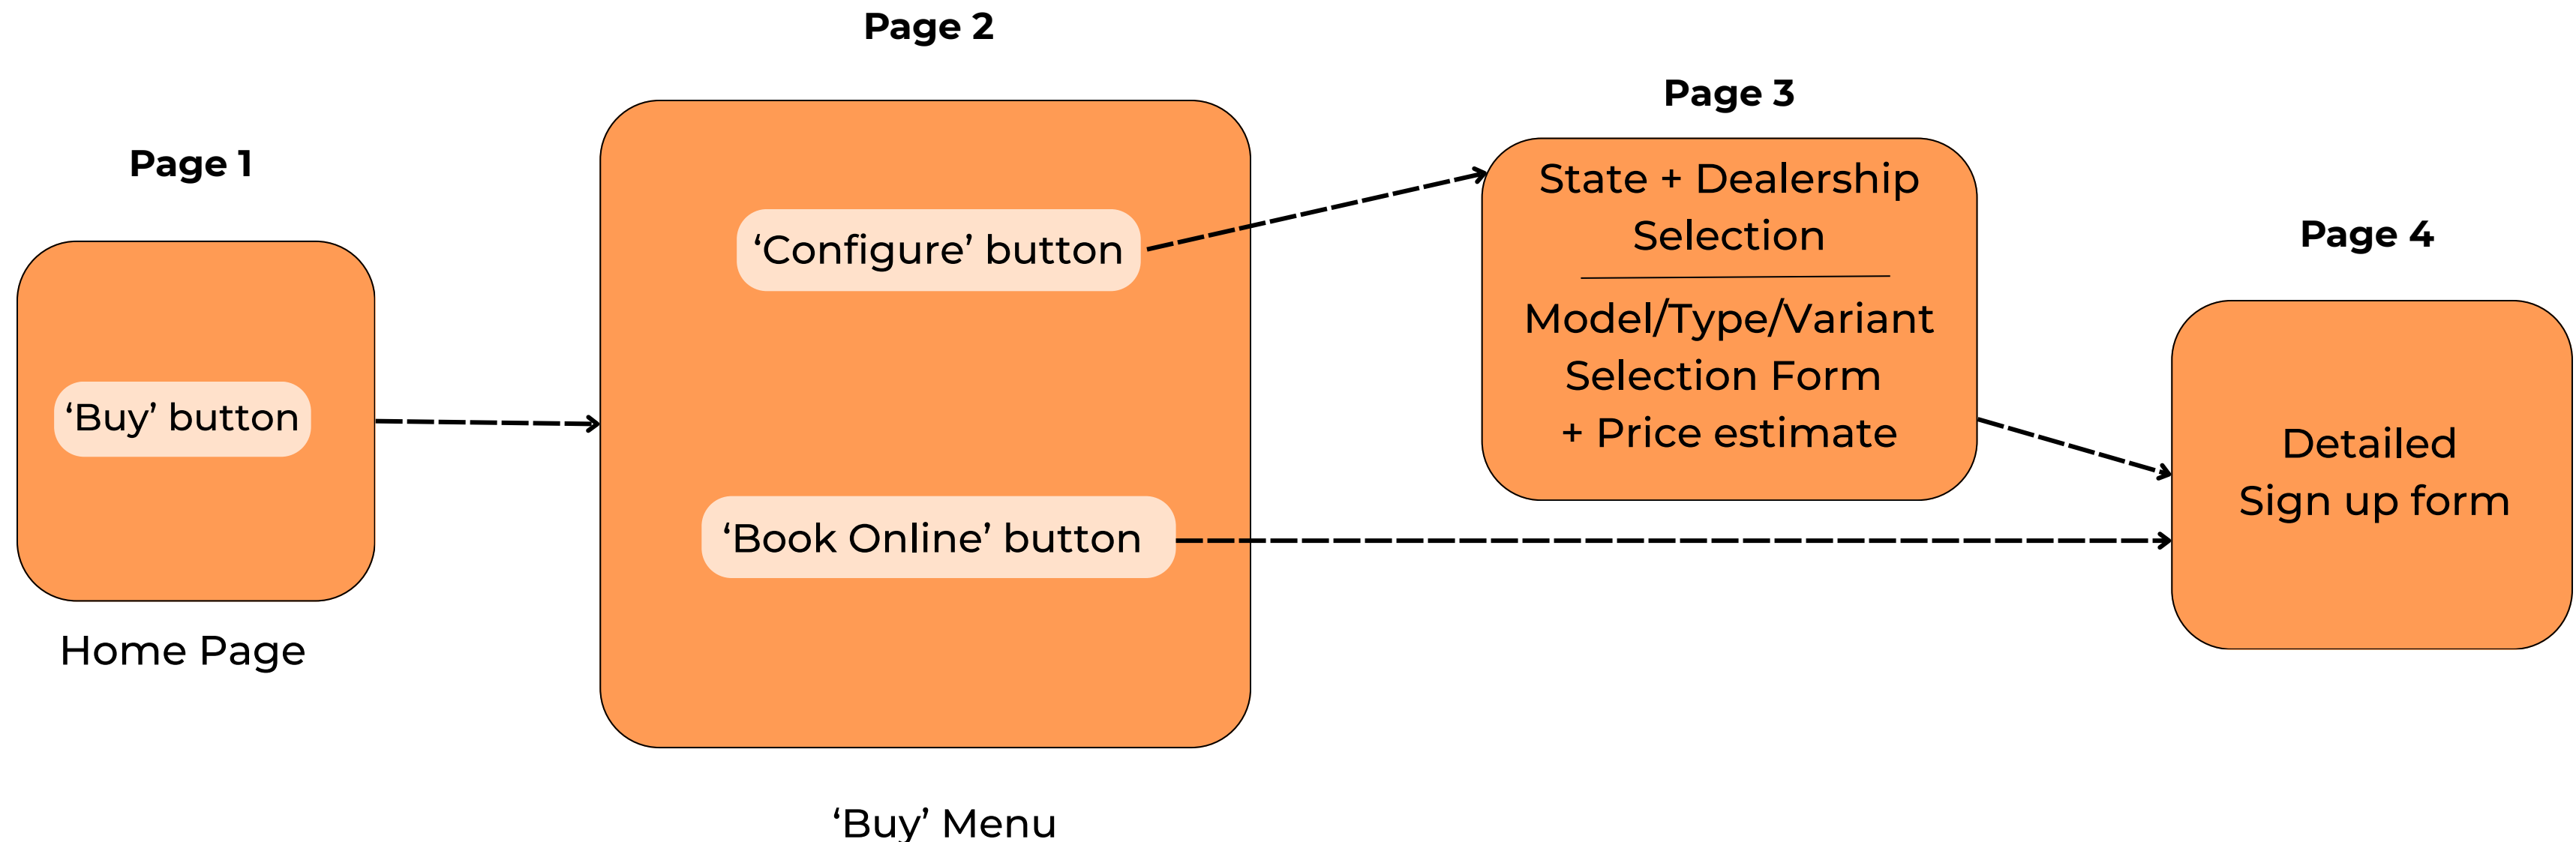 Page 1
‘Buy’ button
Home Page
Page 2
‘Configure’ button
‘Book Online’ button
‘Buy’ Menu
Page 3
State + Dealership
Selection
Model/Type/Variant
Selection Form
+ Price estimate
Page 4
Detailed
Sign up form